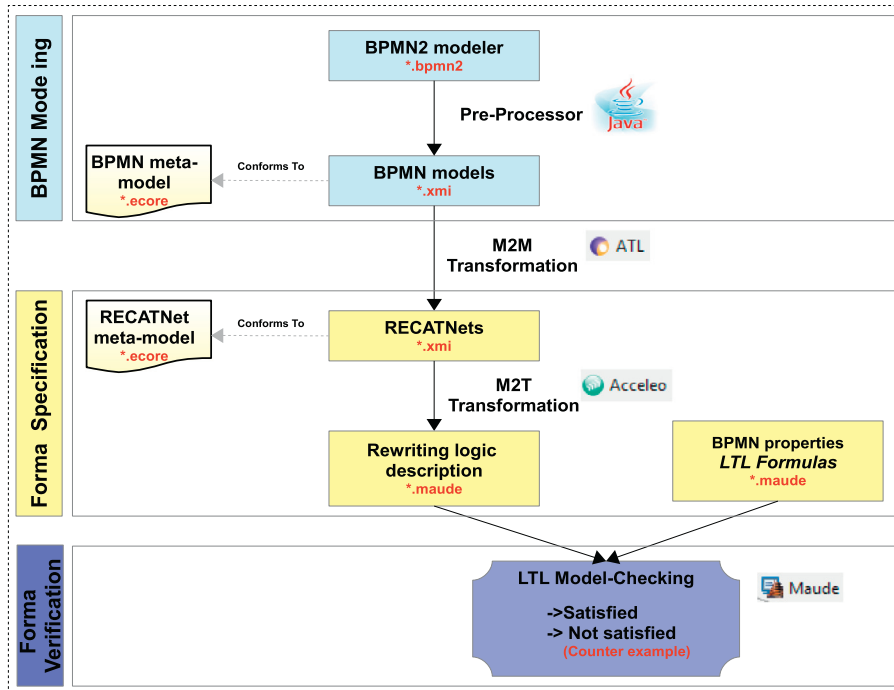 BPMN Mode ing
BPMN2 modeler
*.bpmn2
Pre-Processor
Java
BPMN meta-
model
*.ecore
Conforms To
BPMN models
*.xmi
M2M
Transformation
ATL
Forma Specification
RECATNet
meta-model
*.ecore
Conforms To
RECATNets
*.xmi
M2T
Transformation
Acceleo
Rewriting logic
description
*.maude
BPMN properties
LTL Formulas
*.maude
Forma
Verification
LTL Model-Checking
->Satisfied
-> Not satisfied
(Counter example)
Maude